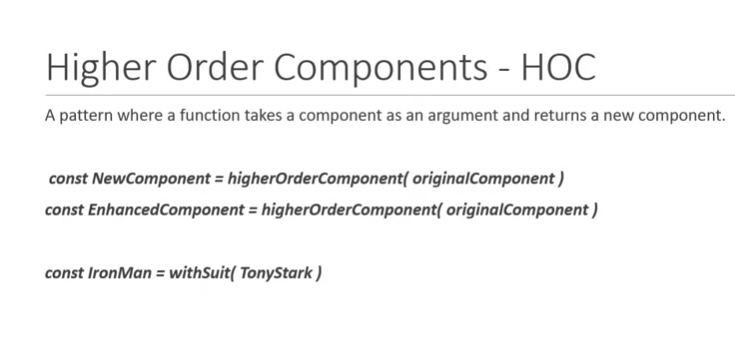 Higher Order Components - HOC
A pattern where a function takes a component as an argument and returns a new component.
const NewComponent = higherOrderComponent( originalComponent )
const EnhancedComponent = higherOrderComponent( originalComponent )
const IronMan = withSuit( TonyStark )